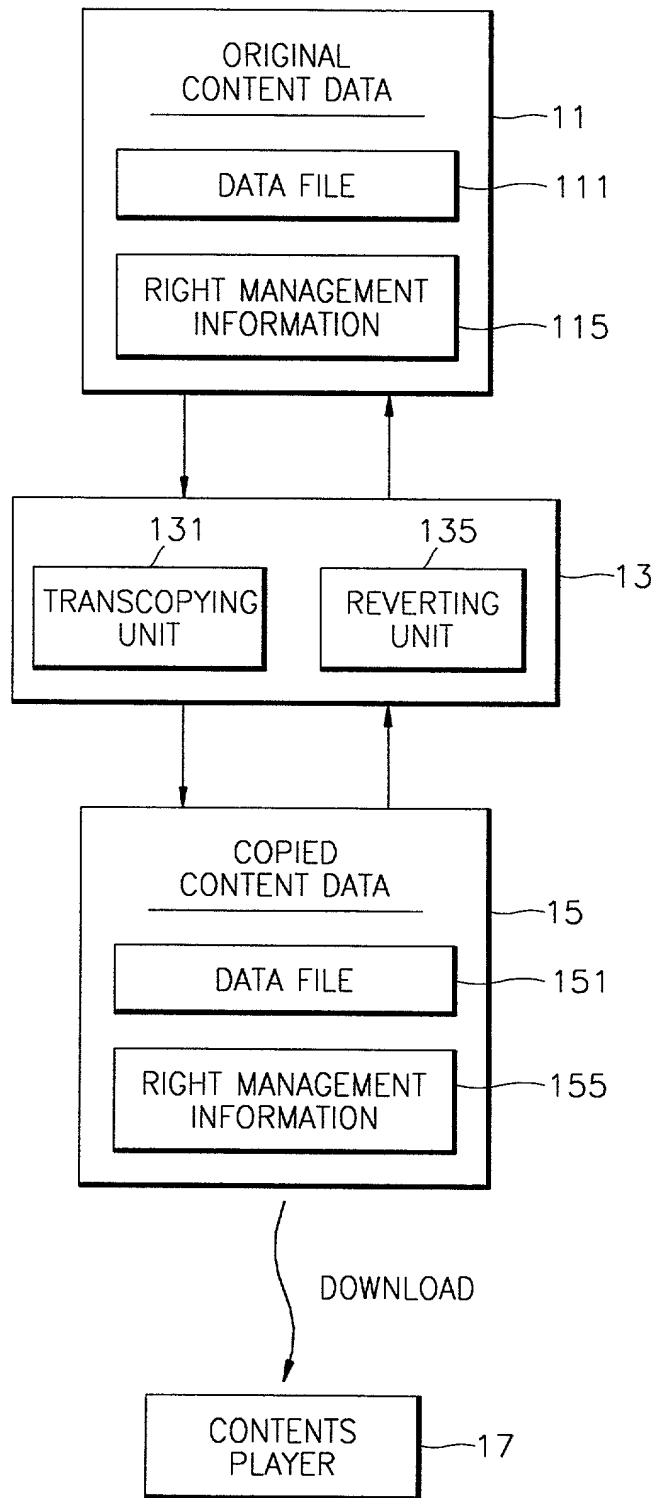 ORIGINAL
CONTENT DATA
11
DATA FILE
111
RIGHT MANAGEMENT
INFORMATION
115
131
135
TRANSCOPYING
UNIT
REVERTING
UNIT
13
COPIED
CONTENT DATA
15
DATA FILE
151
RIGHT MANAGEMENT
INFORMATION
155
DOWNLOAD
CONTENTS
PLAYER
17